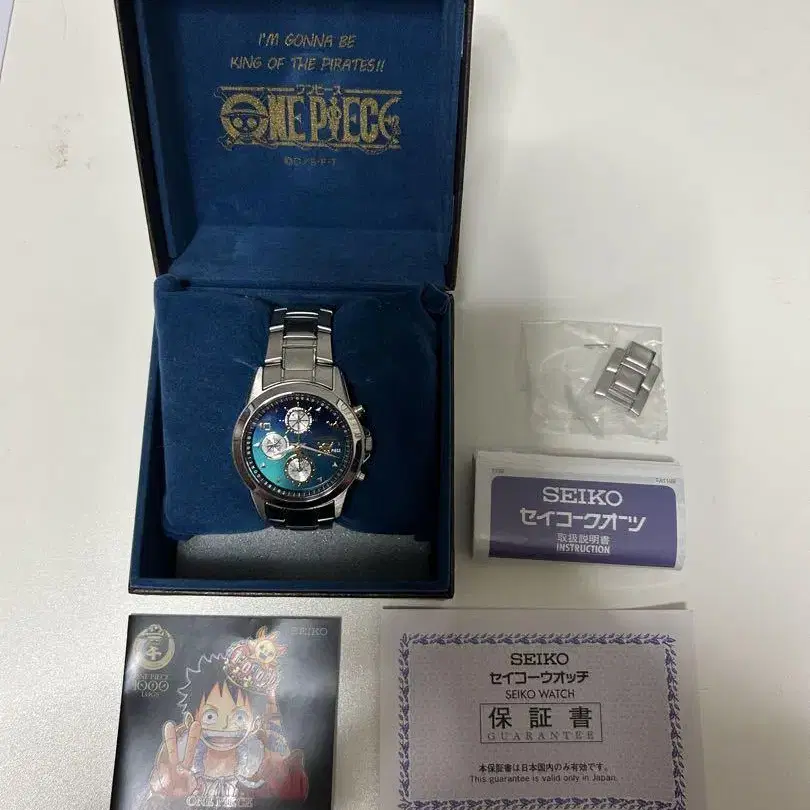 I'M GONNA BE
KING OF THE PIRATES!!
ワンピース
ONE PIECE
SEIKO
セイコークオーツ
取扱説明書
INSTRUCTION
SEIKO
ONE PIECE
1000
LOGS
ONE PIECE
SEIKO
セイコーウオッチ
SEIKO WATCH
保証書
GUARANTEE
本保証書は日本国内のみ有効です。
This guarantee is valid only in Japan.